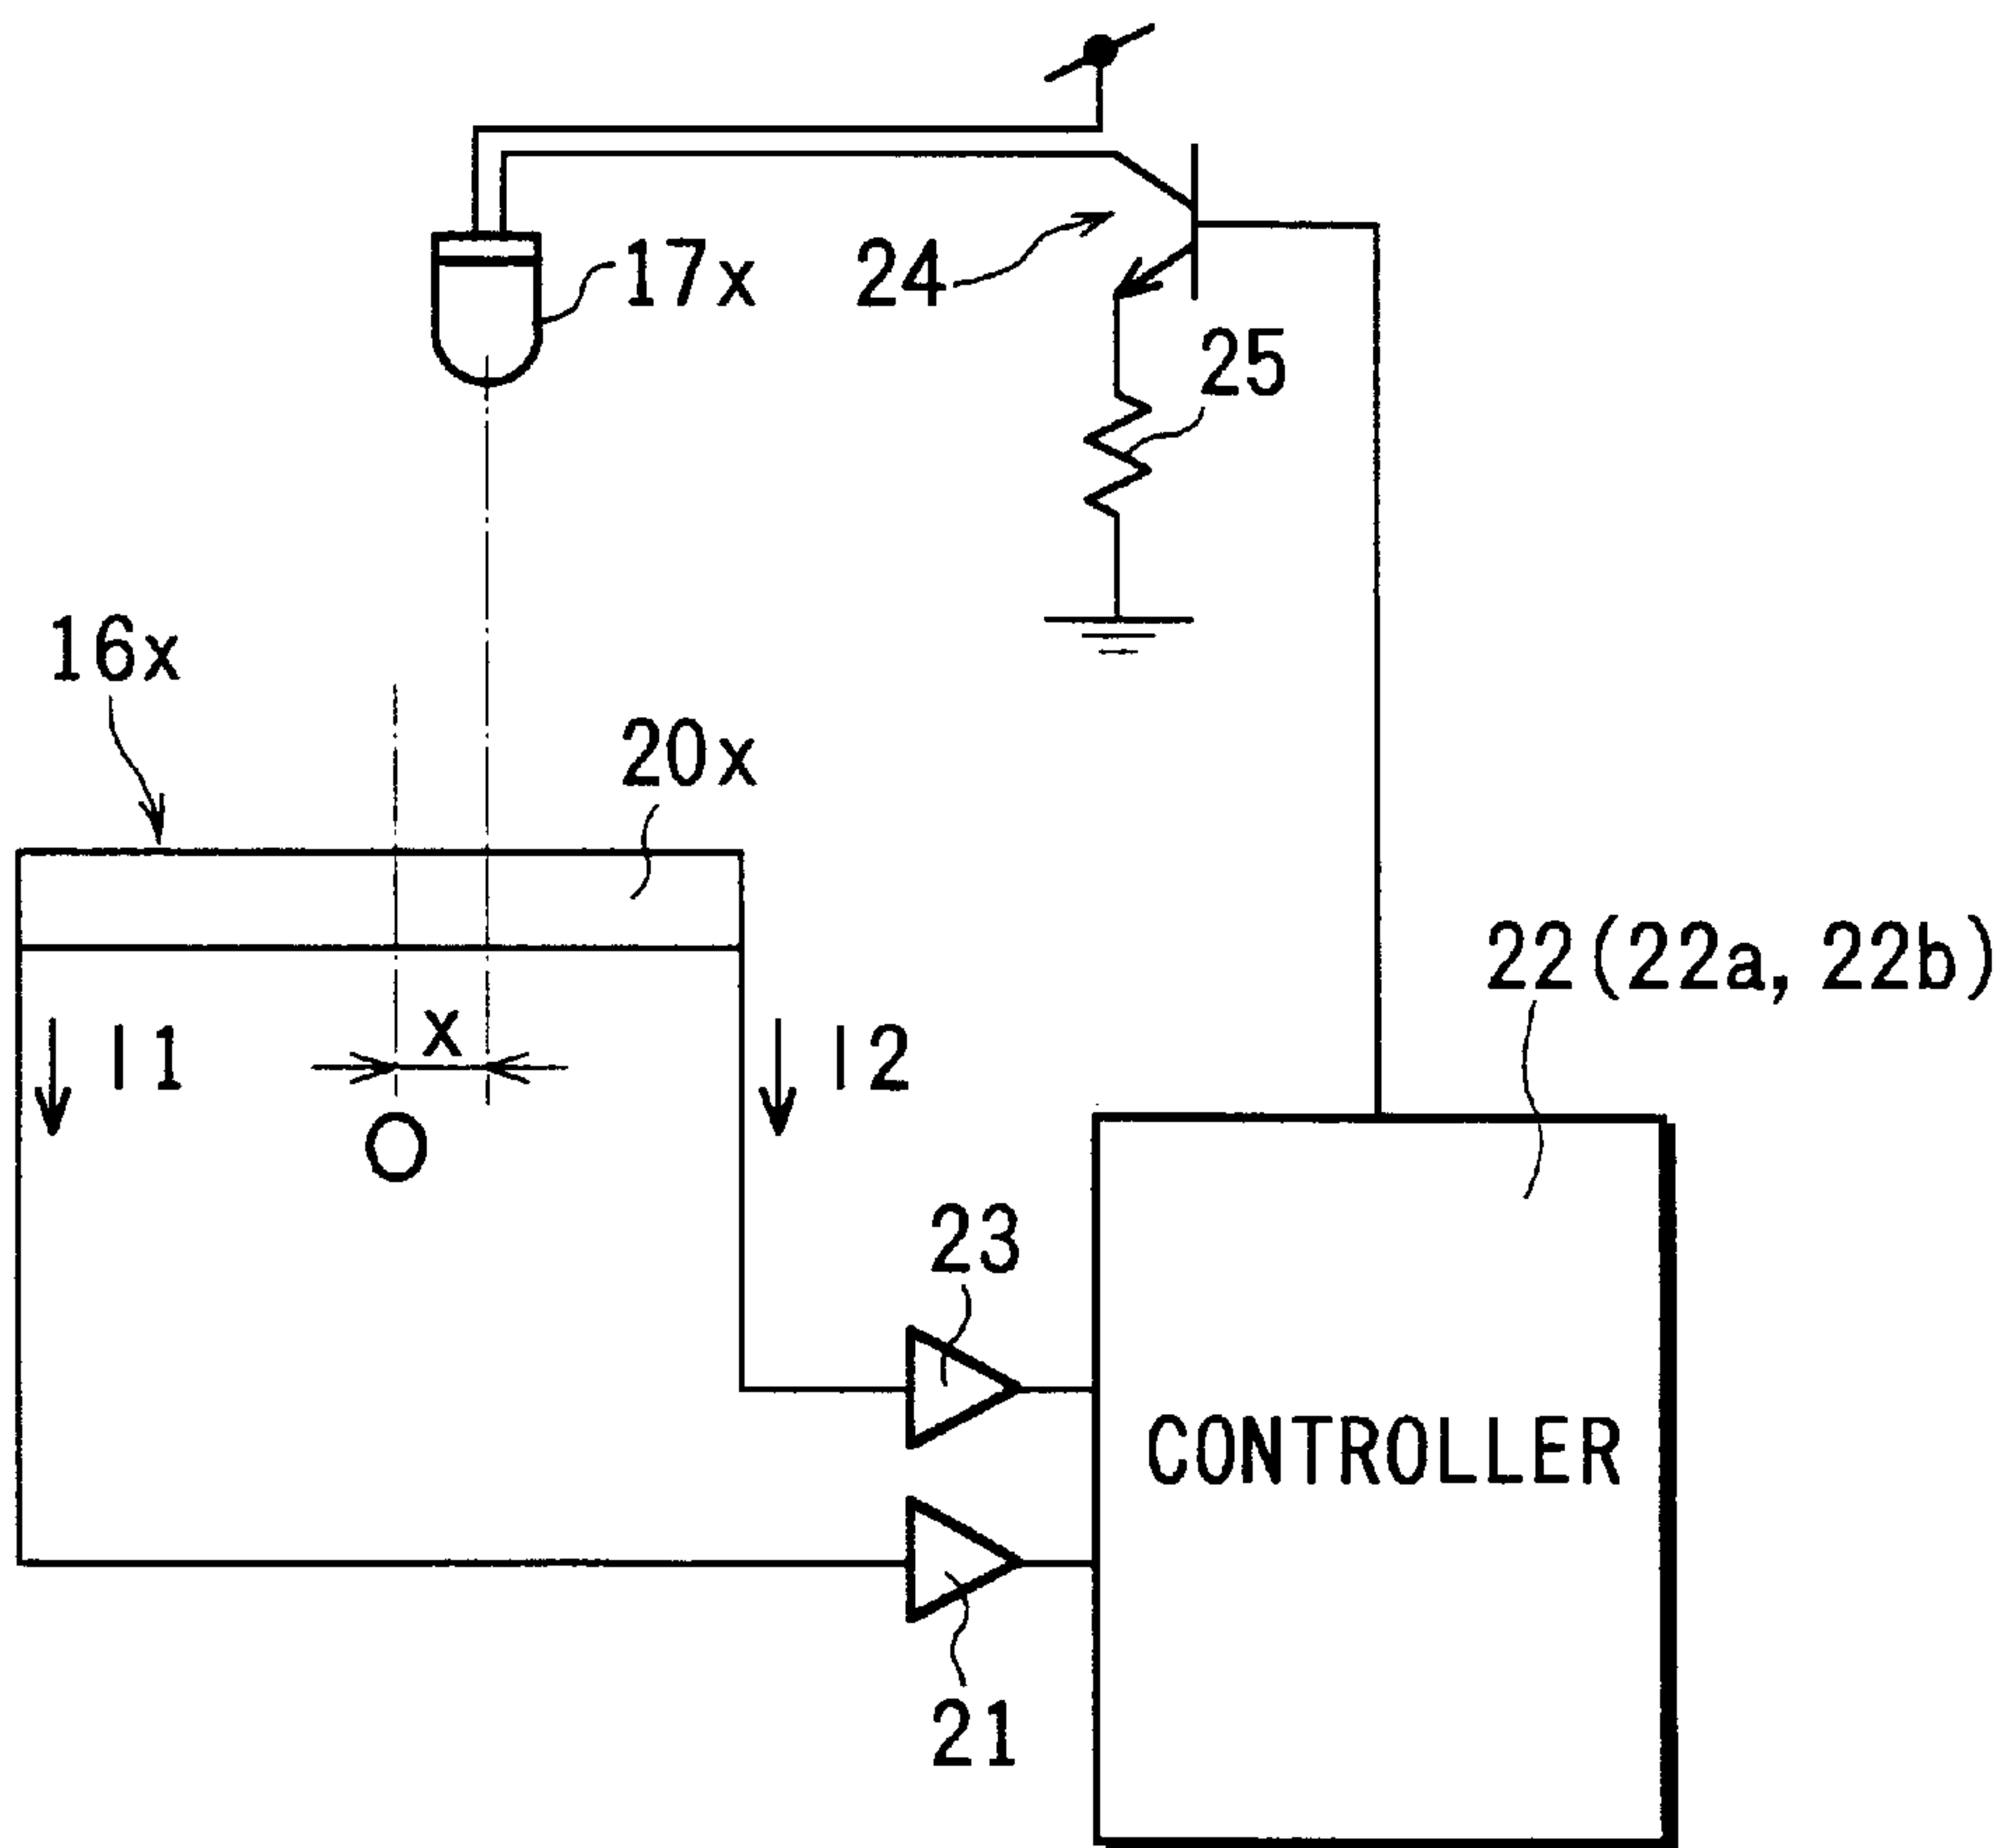 17x
24
25
16x
20x
22(22a, 22b)
I1
X
I2
O
23
CONTROLLER
21